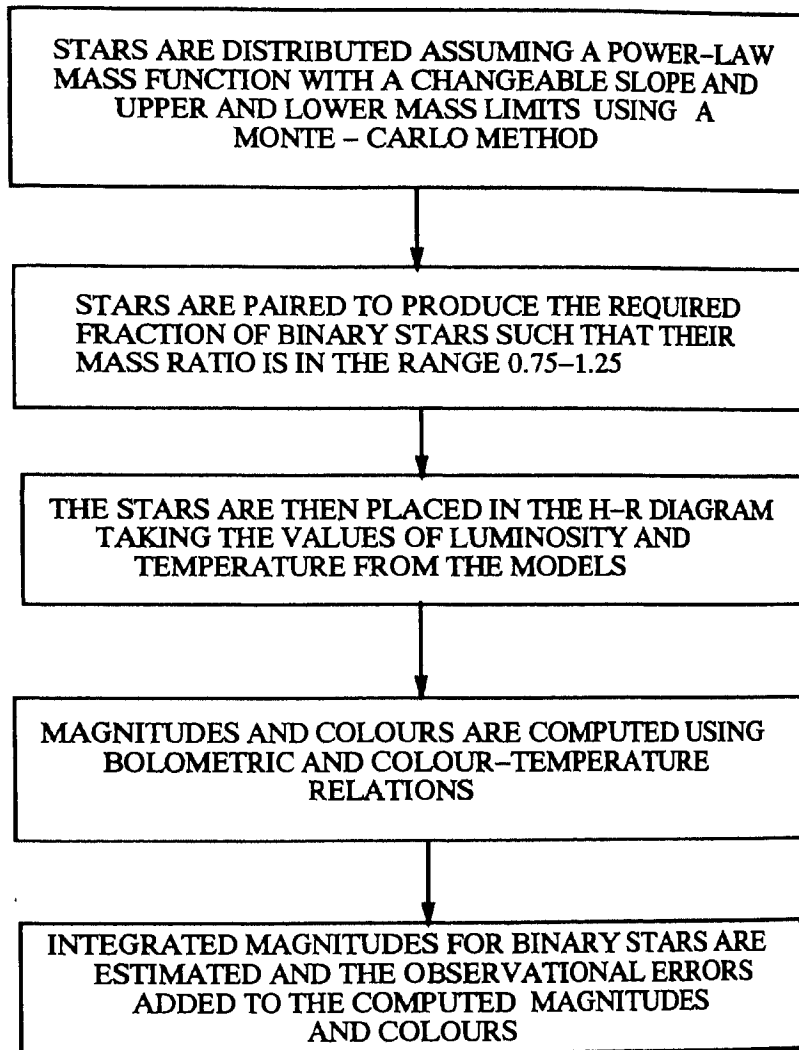 STARS ARE DISTRIBUTED ASSUMING A POWER–LAW
MASS FUNCTION WITH A CHANGEABLE SLOPE AND
UPPER AND LOWER MASS LIMITS USING A
MONTE – CARLO METHOD
STARS ARE PAIRED TO PRODUCE THE REQUIRED
FRACTION OF BINARY STARS SUCH THAT THEIR
MASS RATIO IS IN THE RANGE 0.75–1.25
THE STARS ARE THEN PLACED IN THE H–R DIAGRAM
TAKING THE VALUES OF LUMINOSITY AND
TEMPERATURE FROM THE MODELS
MAGNITUDES AND COLOURS ARE COMPUTED USING
BOLOMETRIC AND COLOUR–TEMPERATURE
RELATIONS
INTEGRATED MAGNITUDES FOR BINARY STARS ARE
ESTIMATED AND THE OBSERVATIONAL ERRORS
ADDED TO THE COMPUTED MAGNITUDES
AND COLOURS